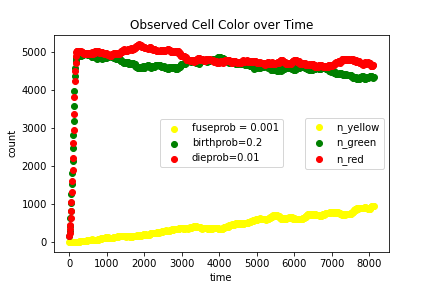 Observed Cell Color over Time
count
5000
4000
3000
2000
1000
0
fuseprob = 0.001
birthprob=0.2
dieprob=0.01
n_yellow
n_green
n_red
0 1000 2000 3000 4000 5000 6000 7000 8000
time